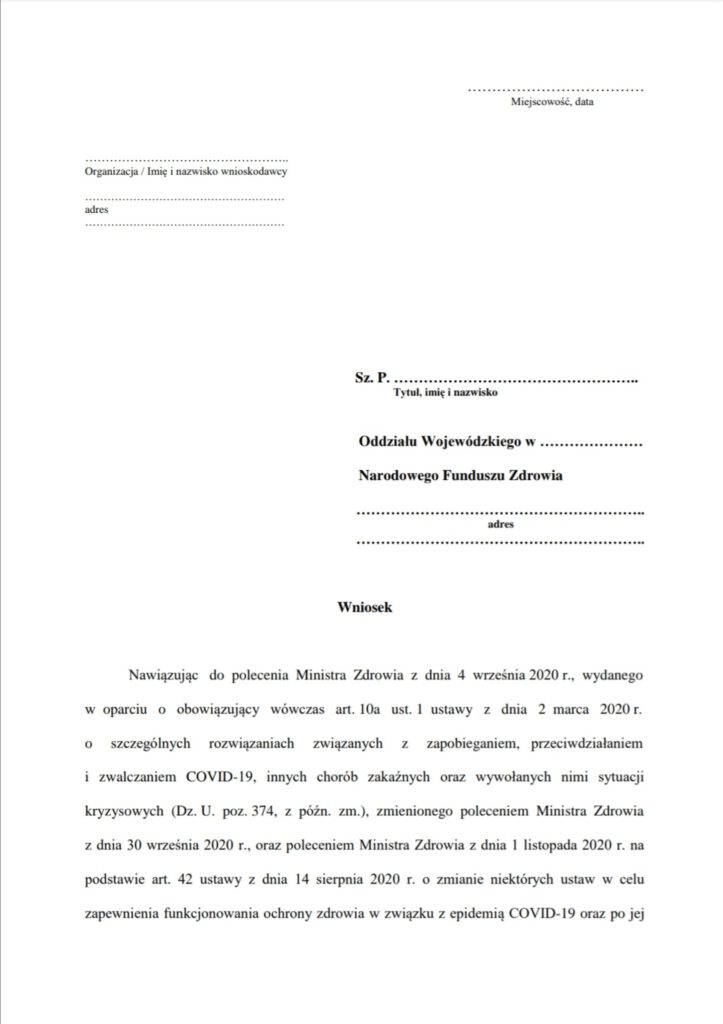 ……………………………….
Miejscowość, data
…………………………………………..
Organizacja / Imię i nazwisko wnioskodawcy
………………………………………….
adres
………………………………………….
Sz. P. …………………………………………..
Tytuł, imię i nazwisko
Oddziału Wojewódzkiego w …………………
Narodowego Funduszu Zdrowia
…………………………………………………..
adres
…………………………………………………..
Wniosek
Nawiązując do polecenia Ministra Zdrowia z dnia 4 września 2020 r., wydanego
w oparciu o obowiązujący wówczas art. 10a ust. 1 ustawy z dnia 2 marca 2020 r.
o szczególnych rozwiązaniach związanych z zapobieganiem, przeciwdziałaniem
i zwalczaniem COVID-19, innych chorób zakaźnych oraz wywołanych nimi sytuacji
kryzysowych (Dz. U. poz. 374, z późn. zm.), zmienionego poleceniem Ministra Zdrowia
z dnia 30 września 2020 r., oraz poleceniem Ministra Zdrowia z dnia 1 listopada 2020 r. na
podstawie art. 42 ustawy z dnia 14 sierpnia 2020 r. o zmianie niektórych ustaw w celu
zapewnienia funkcjonowania ochrony zdrowia w związku z epidemią COVID-19 oraz po jej